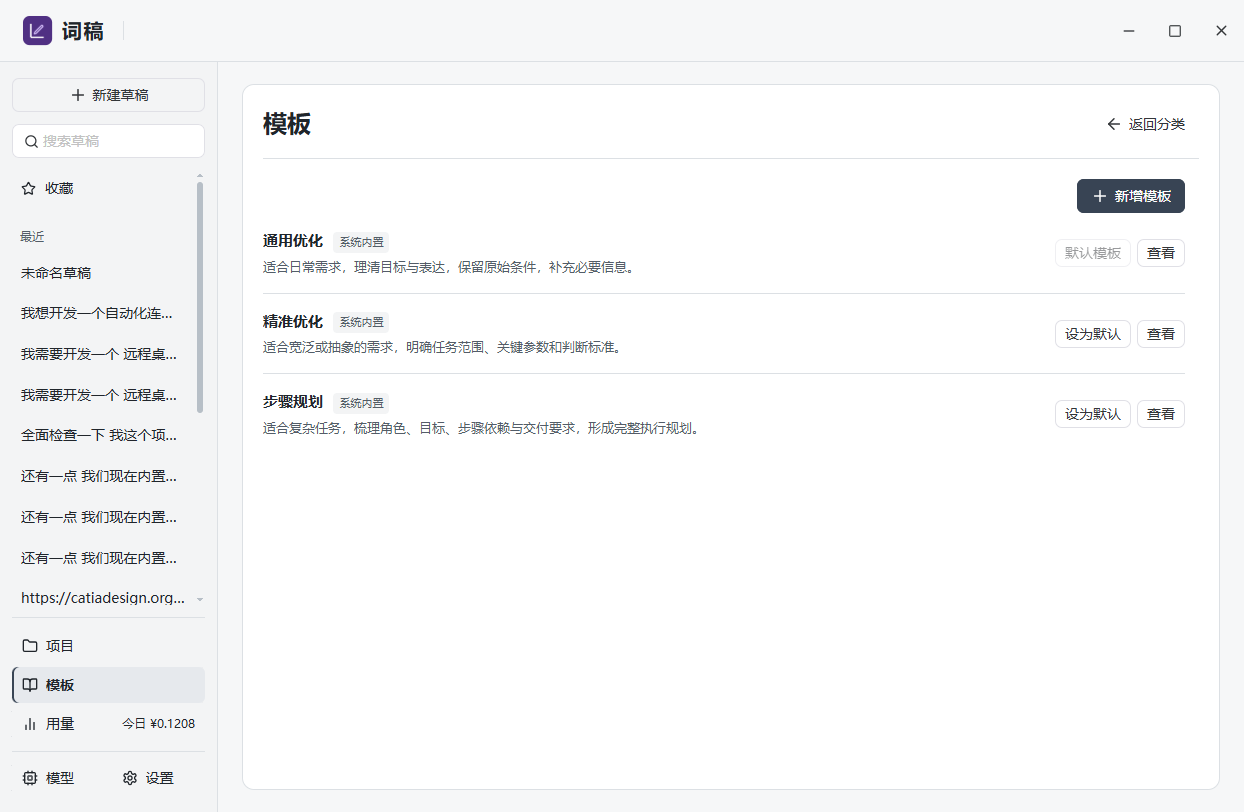 词稿
新建草稿
搜索草稿
收藏
最近
未命名草稿
我想开发一个自动化连...
我需要开发一个 远程桌...
我需要开发一个 远程桌...
全面检查一下 我这个项...
还有一点 我们现在内置...
还有一点 我们现在内置...
还有一点 我们现在内置...
https://catiadesign.org...
项目
模板
用量 今日 ¥0.1208
模型 设置
模板
返回分类
新增模板
通用优化 系统内置
适合日常需求，理清目标与表达，保留原始条件，补充必要信息。
默认模板 查看
精准优化 系统内置
适合宽泛或抽象的需求，明确任务范围、关键参数和判断标准。
设为默认 查看
步骤规划 系统内置
适合复杂任务，梳理角色、目标、步骤依赖与交付要求，形成完整执行规划。
设为默认 查看